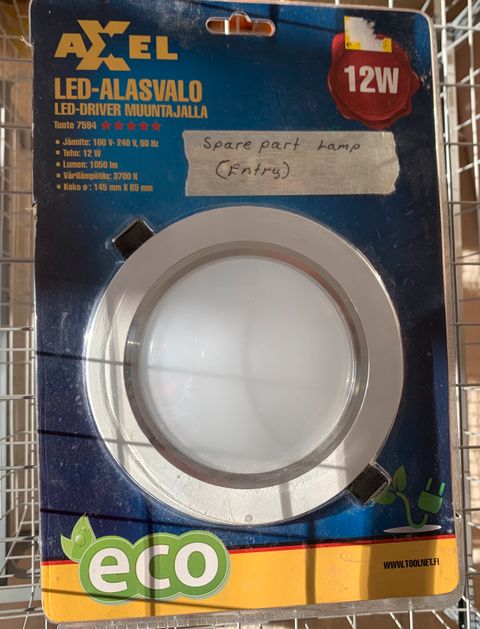 AXXEL
LED-ALASVALO
LED-DRIVER MUUNTAJALLA
Tuote 7594
• Jännite: 100 V- 240 V, 50 Hz
• Teho: 12 W
• Lumen: 1050 lm
• Värilämpötila: 3700 K
• Koko ø: 145 mm X 65 mm
12W
Spare part Lamp
(Entry)
eco
WWW.TOOLNET.FI